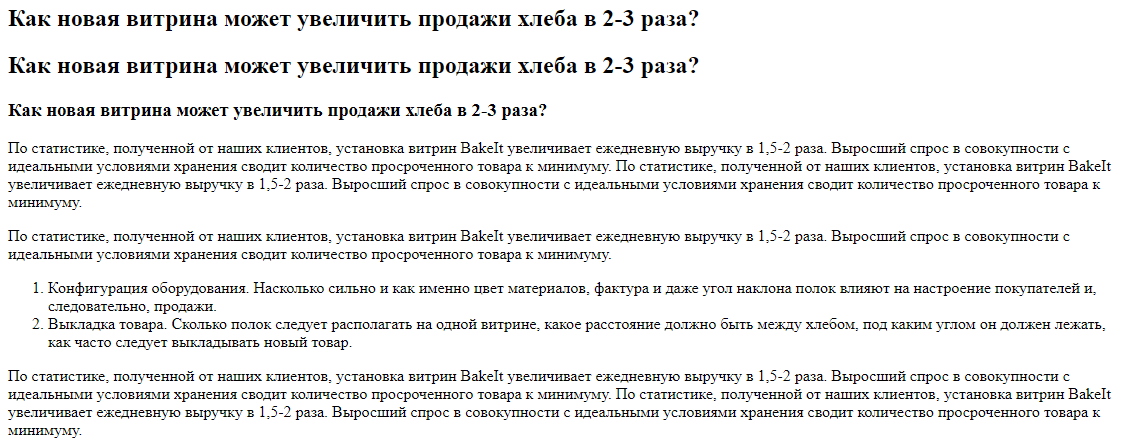 Как новая витрина может увеличить продажи хлеба в 2-3 раза?
Как новая витрина может увеличить продажи хлеба в 2-3 раза?
Как новая витрина может увеличить продажи хлеба в 2-3 раза?
По статистике, полученной от наших клиентов, установка витрин BakeIt увеличивает ежедневную выручку в 1,5-2 раза. Выросший спрос в совокупности с
идеальными условиями хранения сводит количество просроченного товара к минимуму. По статистике, полученной от наших клиентов, установка витрин BakeIt
увеличивает ежедневную выручку в 1,5-2 раза. Выросший спрос в совокупности с идеальными условиями хранения сводит количество просроченного товара к
минимуму.
По статистике, полученной от наших клиентов, установка витрин BakeIt увеличивает ежедневную выручку в 1,5-2 раза. Выросший спрос в совокупности с
идеальными условиями хранения сводит количество просроченного товара к минимуму.
1. Конфигурация оборудования. Насколько сильно и как именно цвет материалов, фактура и даже угол наклона полок влияют на настроение покупателей и,
следовательно, продажи.
2. Выкладка товара. Сколько полок следует располагать на одной витрине, какое расстояние должно быть между хлебом, под каким углом он должен лежать,
как часто следует выкладывать новый товар.
По статистике, полученной от наших клиентов, установка витрин BakeIt увеличивает ежедневную выручку в 1,5-2 раза. Выросший спрос в совокупности с
идеальными условиями хранения сводит количество просроченного товара к минимуму. По статистике, полученной от наших клиентов, установка витрин BakeIt
увеличивает ежедневную выручку в 1,5-2 раза. Выросший спрос в совокупности с идеальными условиями хранения сводит количество просроченного товара к
минимуму.